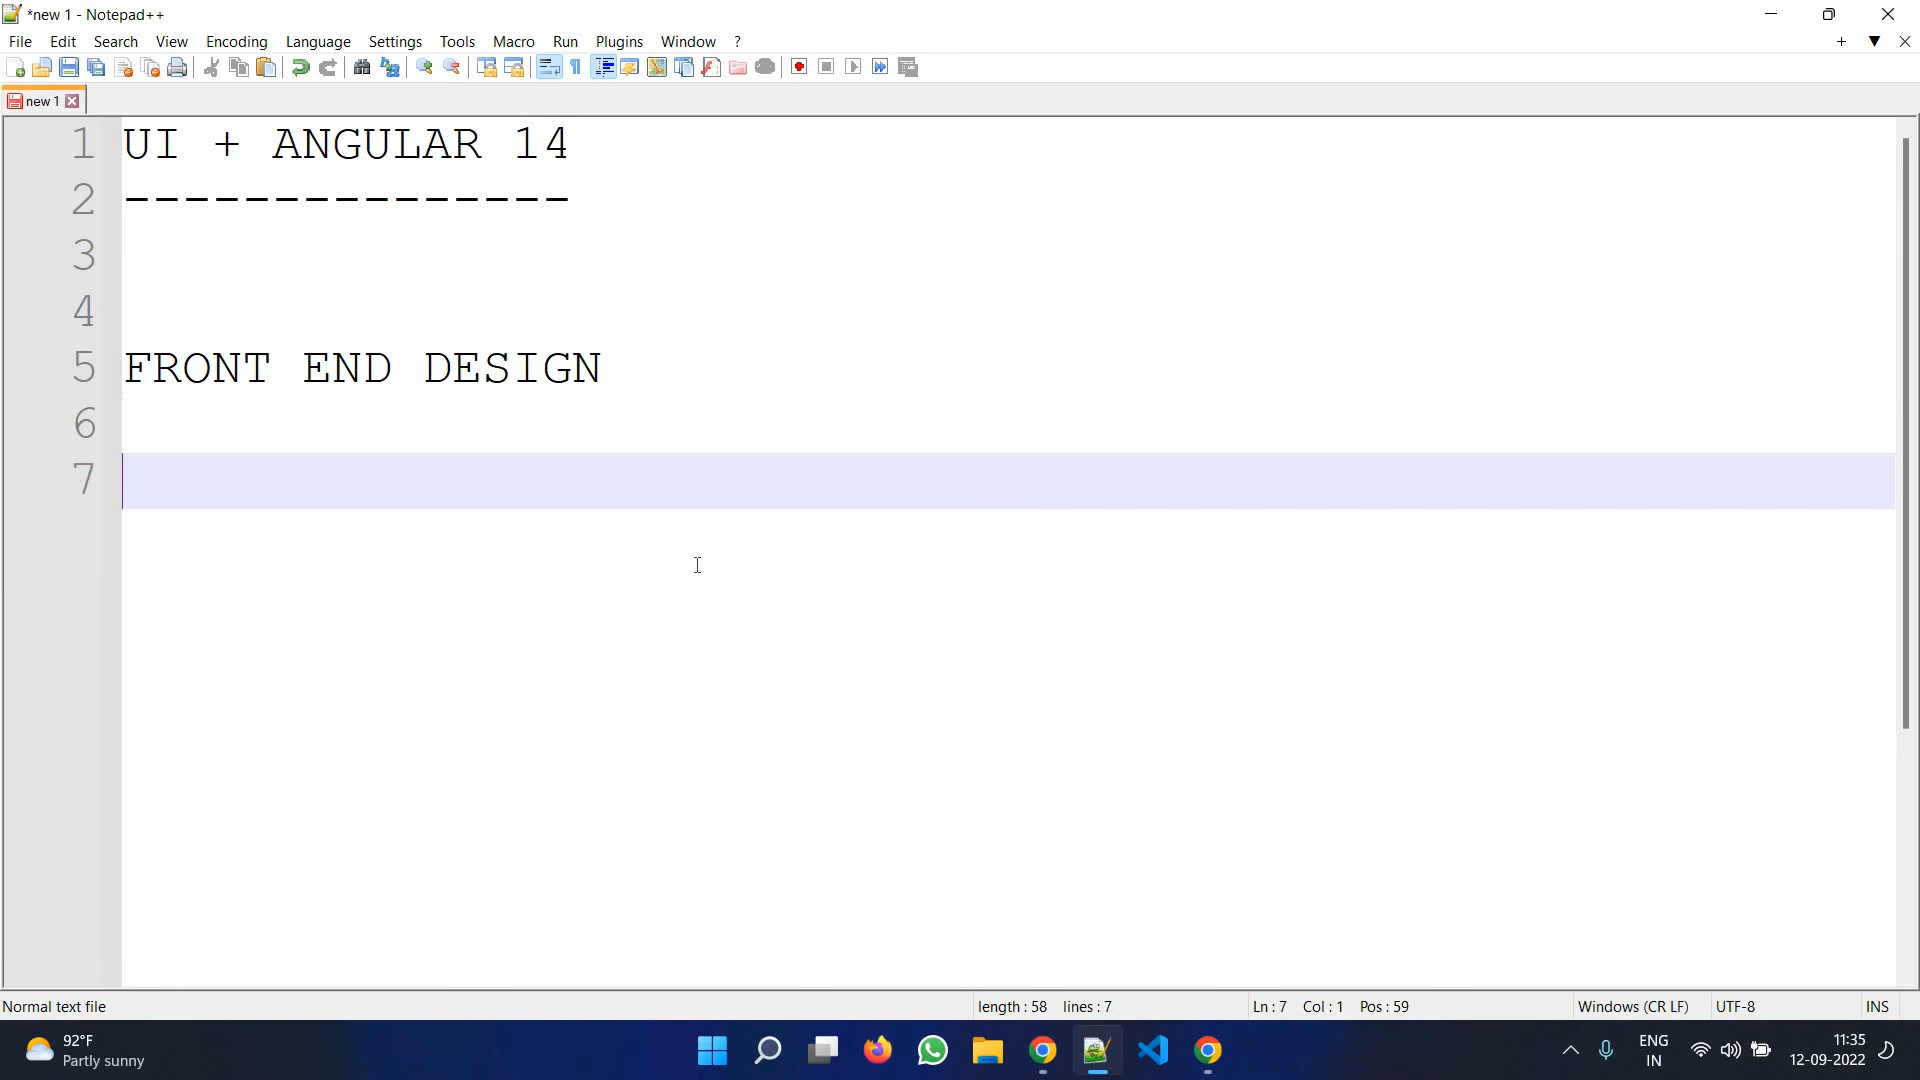 *new 1 - Notepad++
File Edit Search View Encoding Language Settings Tools Macro Run Plugins Window ?
new 1
1 UI + ANGULAR 14
2 ---------------
3
4
5 FRONT END DESIGN
6
7
Normal text file length : 58 lines : 7 Ln : 7 Col : 1 Pos : 59 Windows (CR LF) UTF-8 INS
92°F
Partly sunny
ENG
IN
11:35
12-09-2022